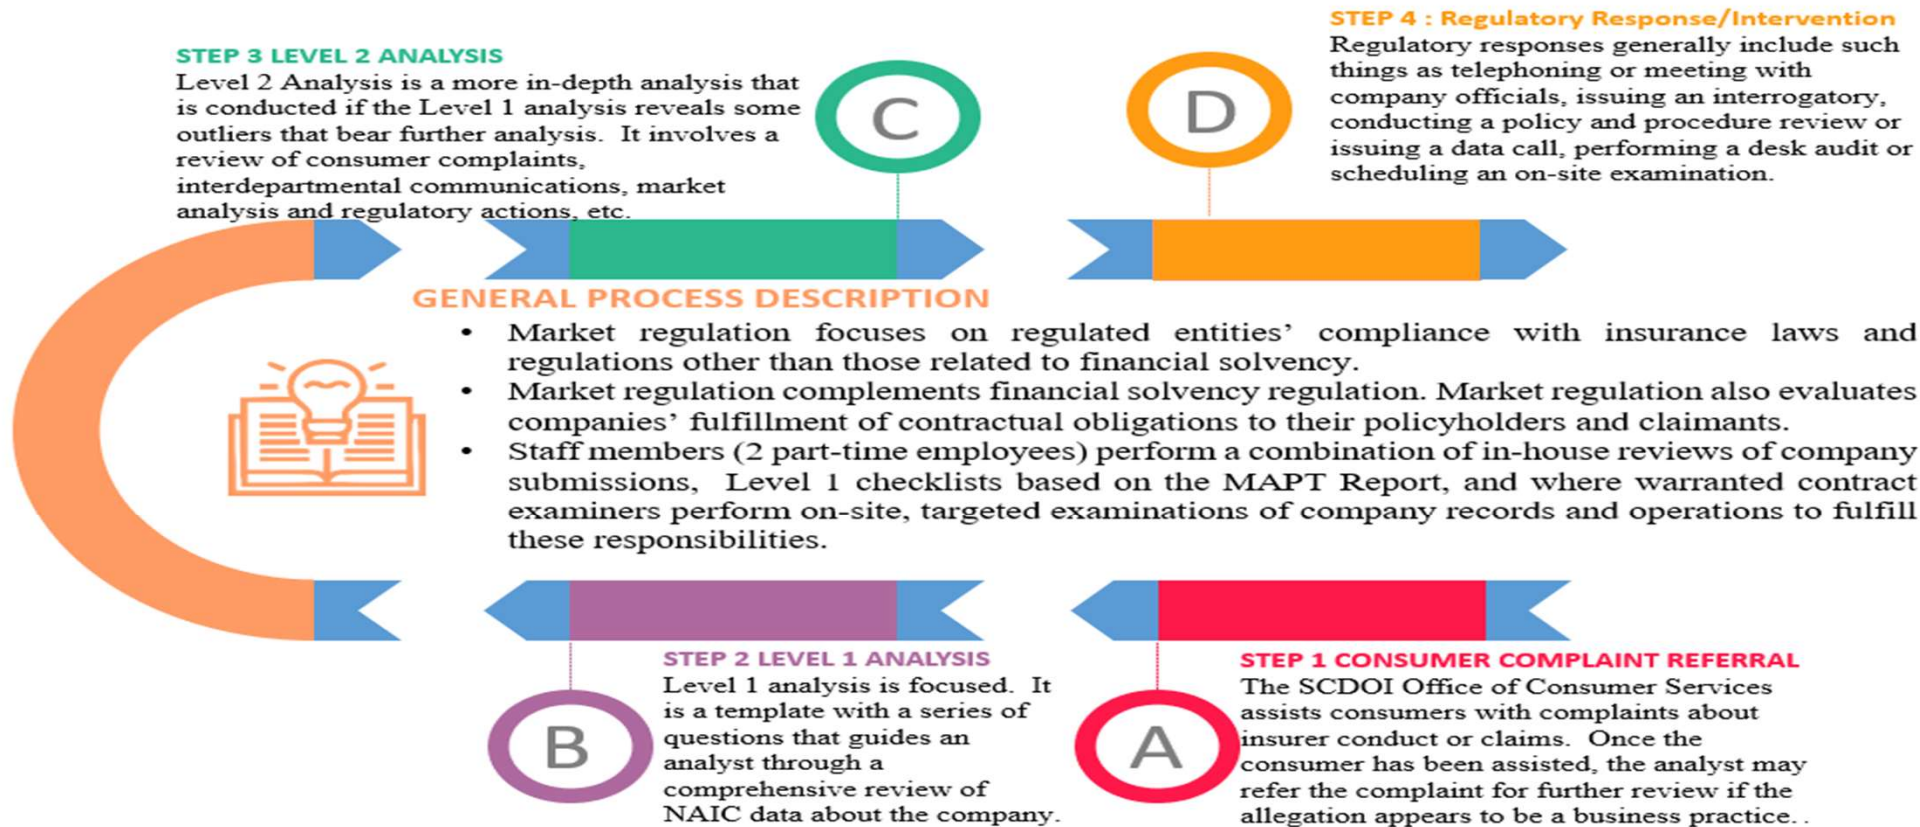 STEP 3 LEVEL 2 ANALYSIS
Level 2 Analysis is a more in-depth analysis that
is conducted if the Level 1 analysis reveals some
outliers that bear further analysis.  It involves a
review of consumer complaints,
interdepartmental communications, market
analysis and regulatory actions, etc.
C
D
STEP 4 : Regulatory Response/Intervention
Regulatory responses generally include such
things as telephoning or meeting with
company officials, issuing an interrogatory,
conducting a policy and procedure review or
issuing a data call, performing a desk audit or
scheduling an on-site examination.
GENERAL PROCESS DESCRIPTION
• Market regulation focuses on regulated entities’ compliance with insurance laws and
regulations other than those related to financial solvency.
• Market regulation complements financial solvency regulation. Market regulation also evaluates
companies’ fulfillment of contractual obligations to their policyholders and claimants.
• Staff members (2 part-time employees) perform a combination of in-house reviews of company
submissions,  Level 1 checklists based on the MAPT Report, and where warranted contract
examiners perform on-site, targeted examinations of company records and operations to fulfill
these responsibilities.
B
STEP 2 LEVEL 1 ANALYSIS
Level 1 analysis is focused.  It
is a template with a series of
questions that guides an
analyst through a
comprehensive review of
NAIC data about the company.
A
STEP 1 CONSUMER COMPLAINT REFERRAL
The SCDOI Office of Consumer Services
assists consumers with complaints about
insurer conduct or claims.  Once the
consumer has been assisted, the analyst may
refer the complaint for further review if the
allegation appears to be a business practice. .